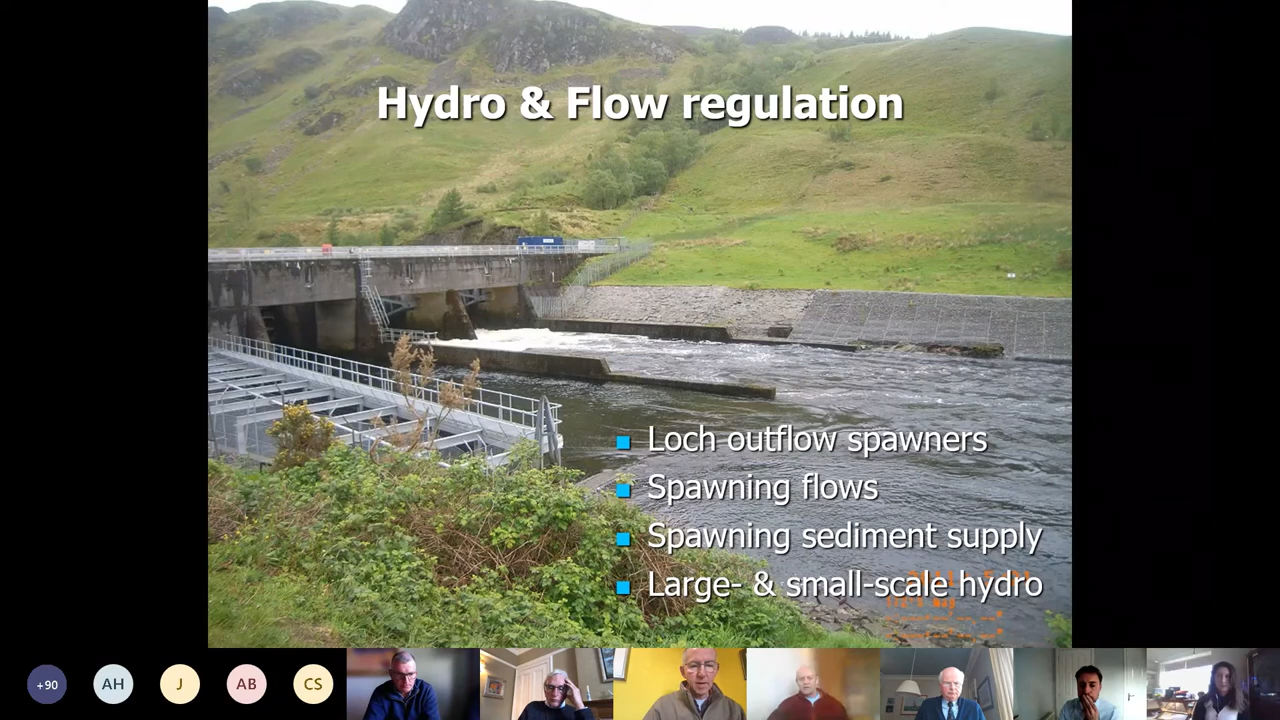 Hydro & Flow regulation
Loch outflow spawners
Spawning flows
Spawning sediment supply
Large- & small-scale hydro
+90
AH
J
AB
CS